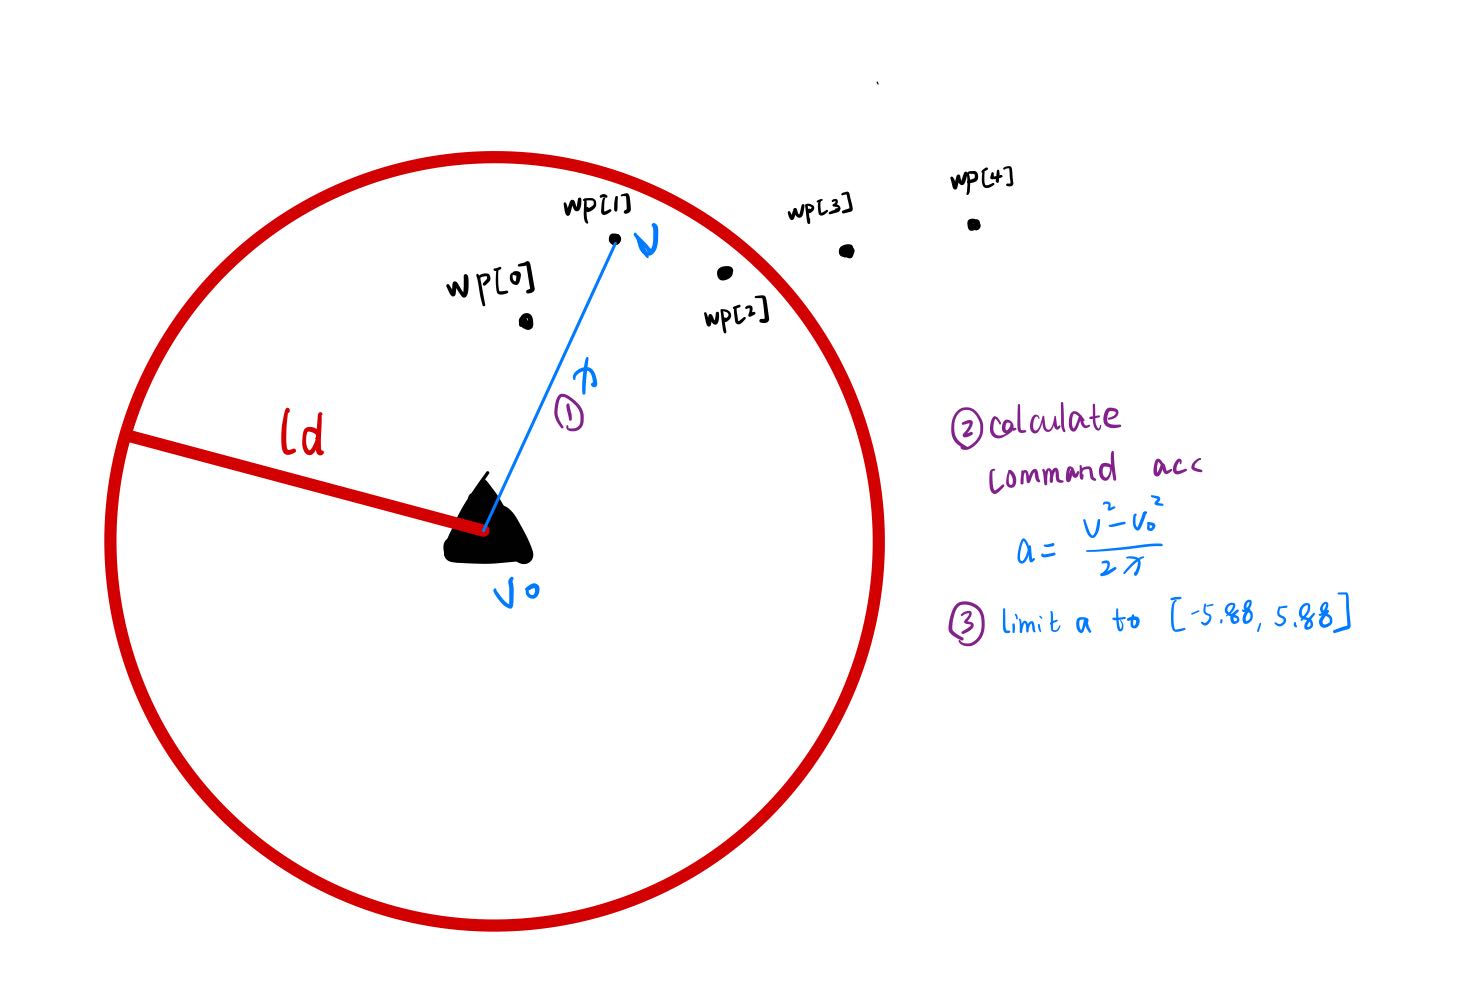 wp[4]
wp[1]
wp[3]
v
wp[0]
wp[2]
x
①
ld
② calculate
command acc
a = \frac{v^2 - v_0^2}{2x}
v0
③ limit a to [-5.88, 5.88]